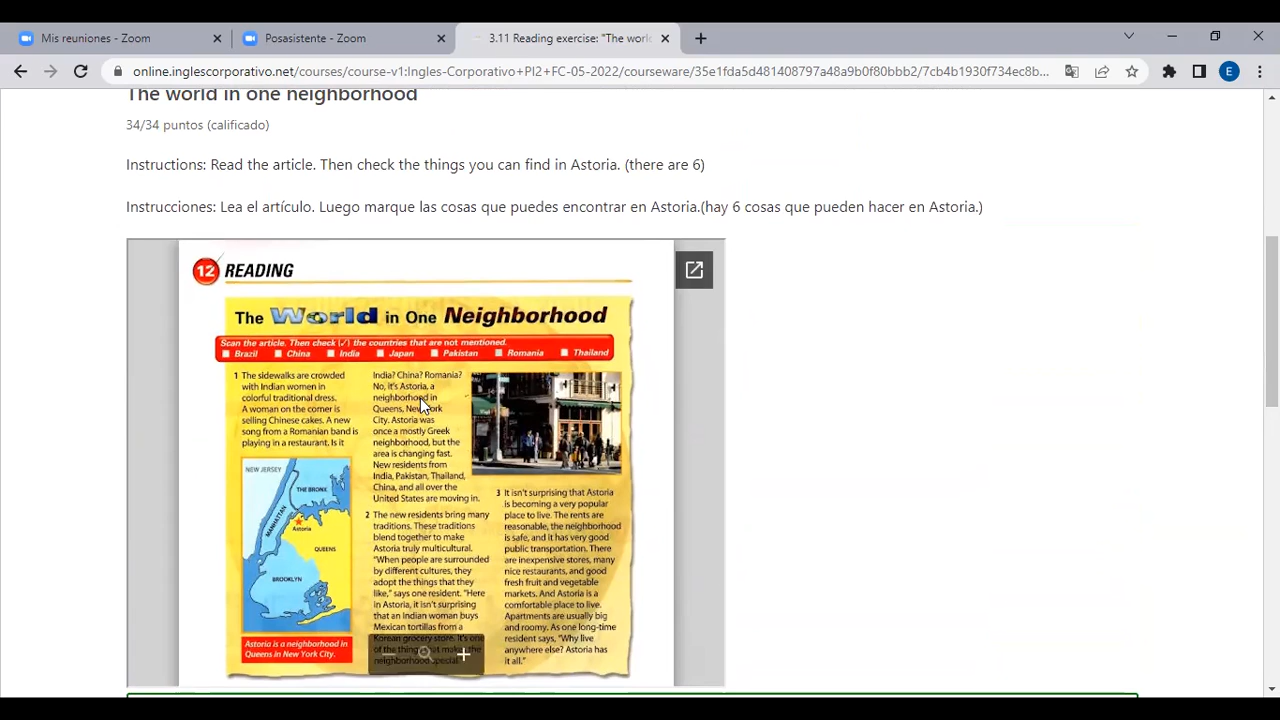 Mis reuniones - Zoom
Posasistente - Zoom
3.11 Reading exercise: "The worl
online.inglescorporativo.net/courses/course-v1:Ingles-Corporativo+PI2+FC-05-2022/courseware/35e1fda5d481408797a48a9b0f80bbb2/7cb4b1930f734ec8b...
E
The world in one neighborhood
34/34 puntos (calificado)
Instructions: Read the article. Then check the things you can find in Astoria. (there are 6)
Instrucciones: Lea el artículo. Luego marque las cosas que puedes encontrar en Astoria.(hay 6 cosas que pueden hacer en Astoria.)
12 READING
The World in One Neighborhood
Scan the article. Then check (✓) the countries that are not mentioned.
Brazil China India Japan Pakistan Romania Thailand
1 The sidewalks are crowded
with Indian women in
colorful traditional dress.
A woman on the corner is
selling Chinese cakes. A new
song from a Romanian band is
playing in a restaurant. Is it
India? China? Romania?
No, it's Astoria, a
neighborhood in
Queens, New York
City. Astoria was
once a mostly Greek
neighborhood, but the
area is changing fast.
New residents from
India, Pakistan, Thailand,
China, and all over the
United States are moving in.
2 The new residents bring many
traditions. These traditions
blend together to make
Astoria truly multicultural.
"When people are surrounded
by different cultures, they
adopt the things that they
like," says one resident. "Here
in Astoria, it isn't surprising
that an Indian woman buys
Mexican tortillas from a
Korean grocery store. It's one
of the things that make the
neighborhood special."
3 It isn't surprising that Astoria
is becoming a very popular
place to live. The rents are
reasonable, the neighborhood
is safe, and it has very good
public transportation. There
are inexpensive stores, many
nice restaurants, and good
fresh fruit and vegetable
markets. And Astoria is a
comfortable place to live.
Apartments are usually big
and roomy. As one long-time
resident says, "Why live
anywhere else? Astoria has
it all."
NEW JERSEY
THE BRONX
MANHATTAN
Astoria
QUEENS
BROOKLYN
Astoria is a neighborhood in
Queens in New York City.